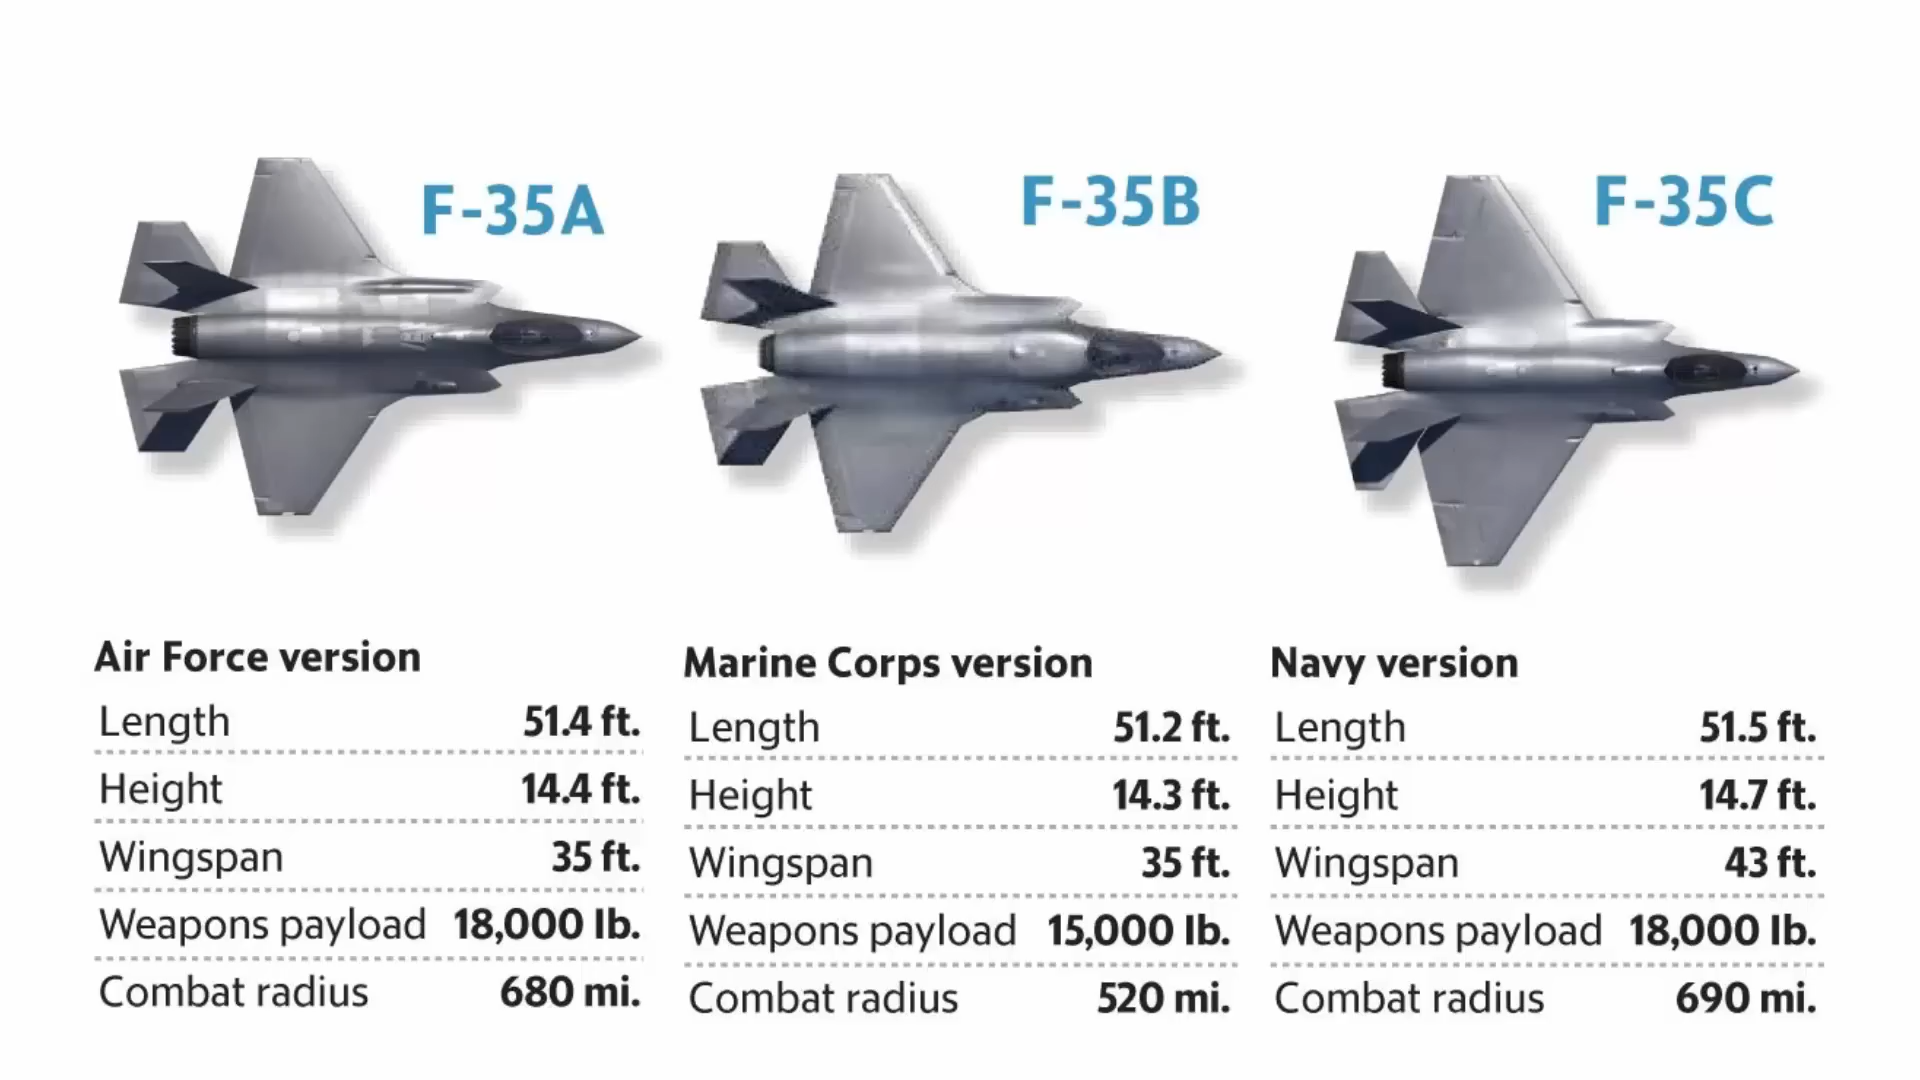 F-35A
Air Force version
Length 51.4 ft.
Height 14.4 ft.
Wingspan 35 ft.
Weapons payload 18,000 lb.
Combat radius 680 mi.
F-35B
Marine Corps version
Length 51.2 ft.
Height 14.3 ft.
Wingspan 35 ft.
Weapons payload 15,000 lb.
Combat radius 520 mi.
F-35C
Navy version
Length 51.5 ft.
Height 14.7 ft.
Wingspan 43 ft.
Weapons payload 18,000 lb.
Combat radius 690 mi.